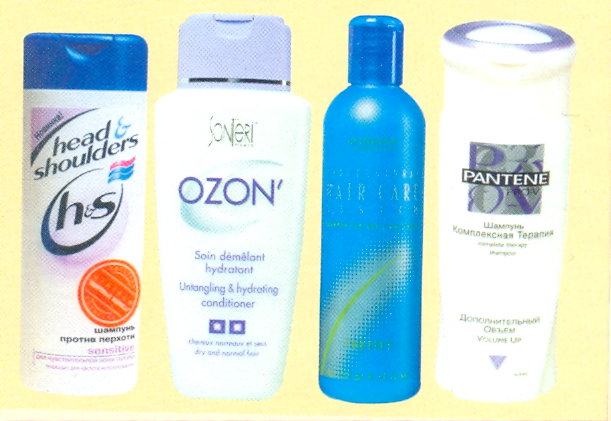 Новинка!
head &
shoulders
h&s
шампунь
против перхоти
sensitive
OZON'
Soin démêlant
hydratant
Untangling & hydrating
conditioner
cheveux normaux et secs
dry and normal hair
HAIR CARE
SYSTEM
PANTENE
PRO-V
Шампунь
Комплексная Терапия
complete therapy
shampoo
Дополнительный
Объем
Volume Up